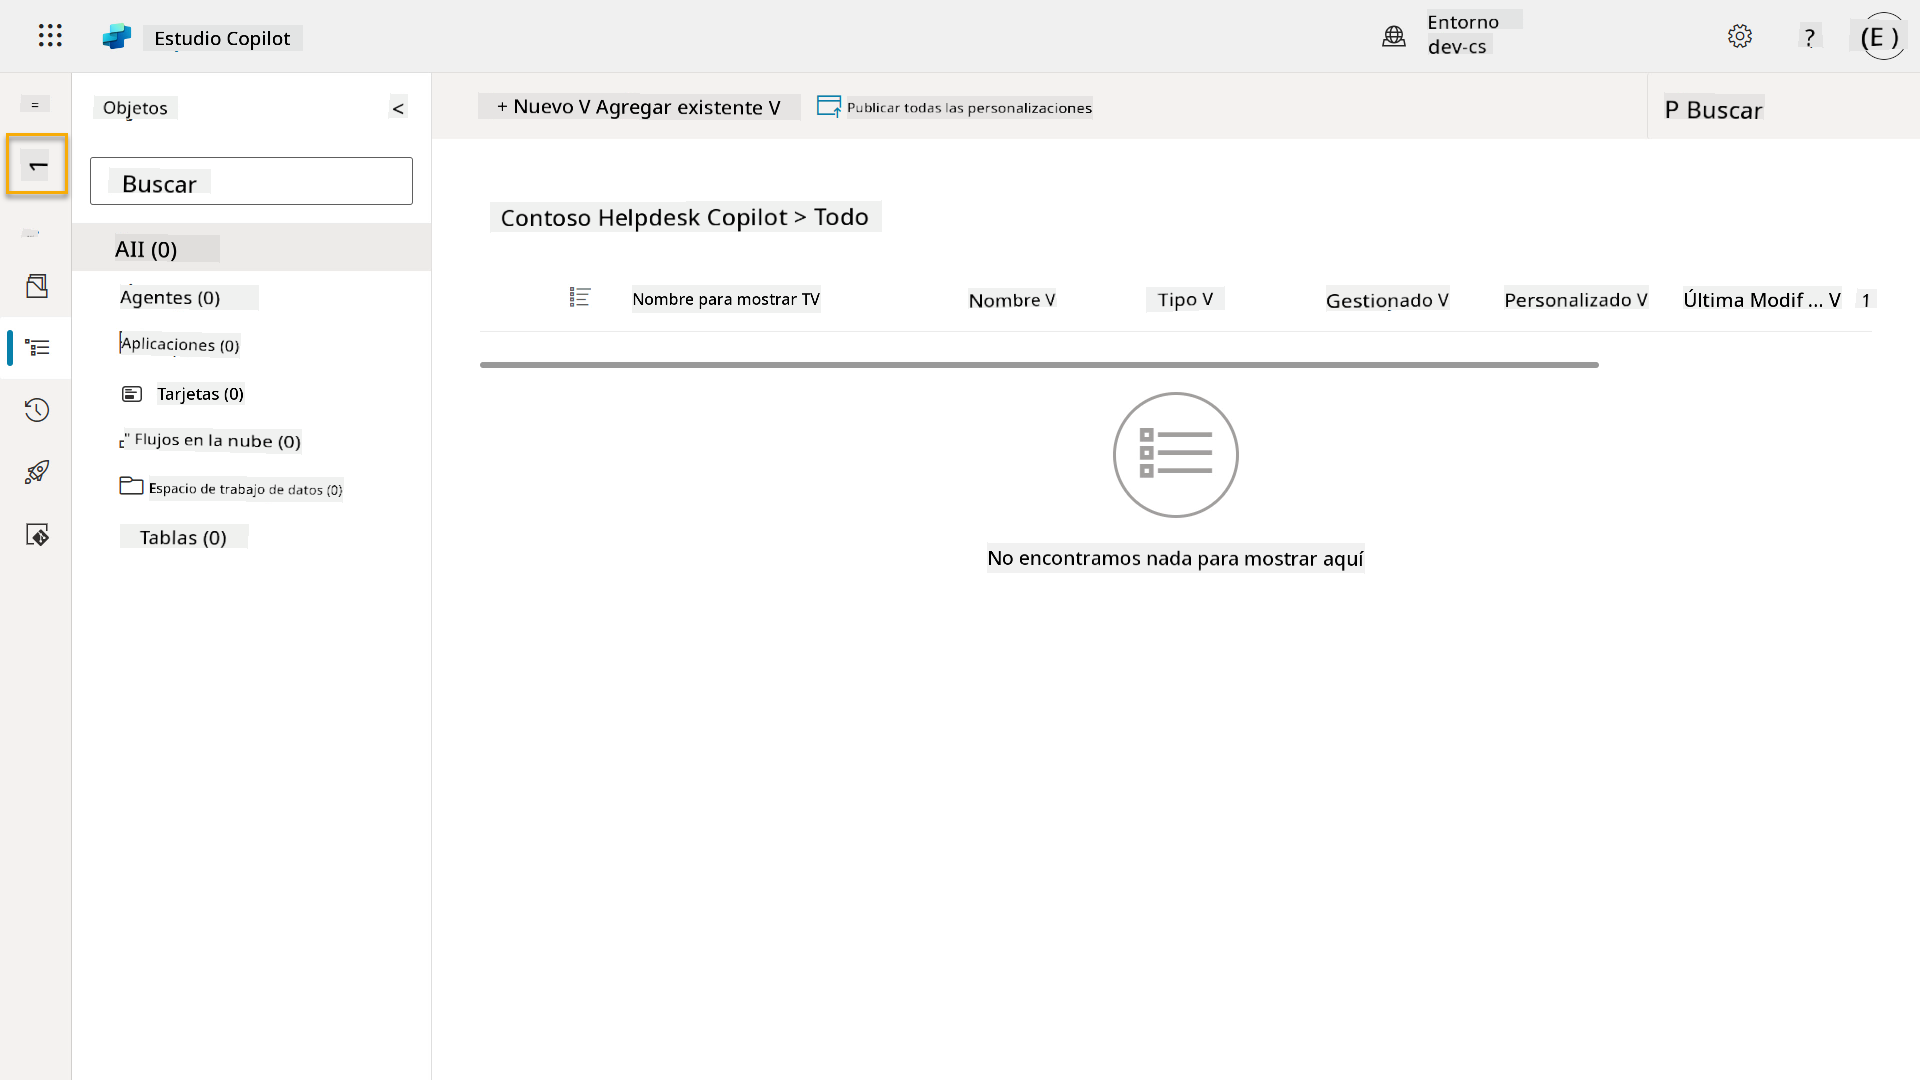 Estudio Copilot
Entorno
dev-cs
?
(E )
=
Objetos
<
+ Nuevo V Agregar existente V
Publicar todas las personalizaciones
P Buscar
1
Buscar
Contoso Helpdesk Copilot > Todo
AII (0)
Agentes (0)
Aplicaciones (0)
Tarjetas (0)
" Flujos en la nube (0)
Espacio de trabajo de datos (0)
Tablas (0)
Nombre para mostrar TV
Nombre V
Tipo V
Gestionado V
Personalizado V
Última Modif ... V
1
No encontramos nada para mostrar aquí